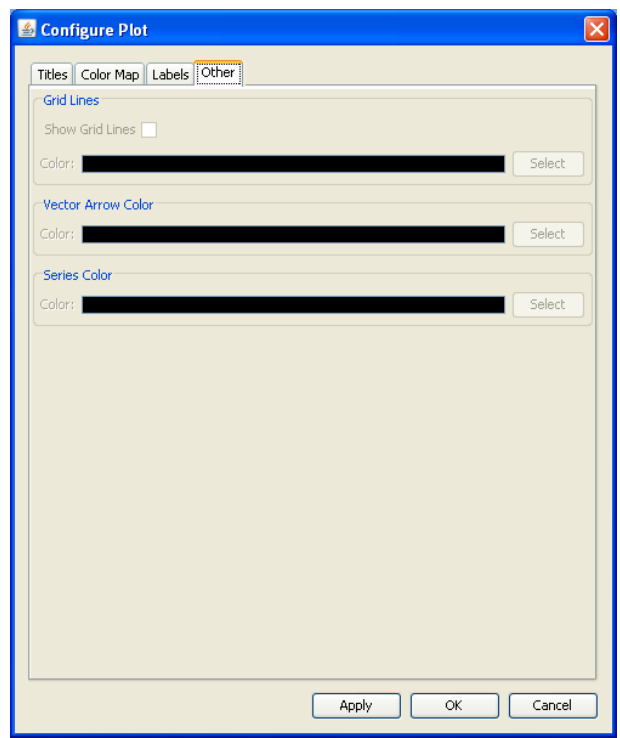 Configure Plot
Titles Color Map Labels Other
Grid Lines
Show Grid Lines
Color: Select
Vector Arrow Color
Color: Select
Series Color
Color: Select
Apply OK Cancel